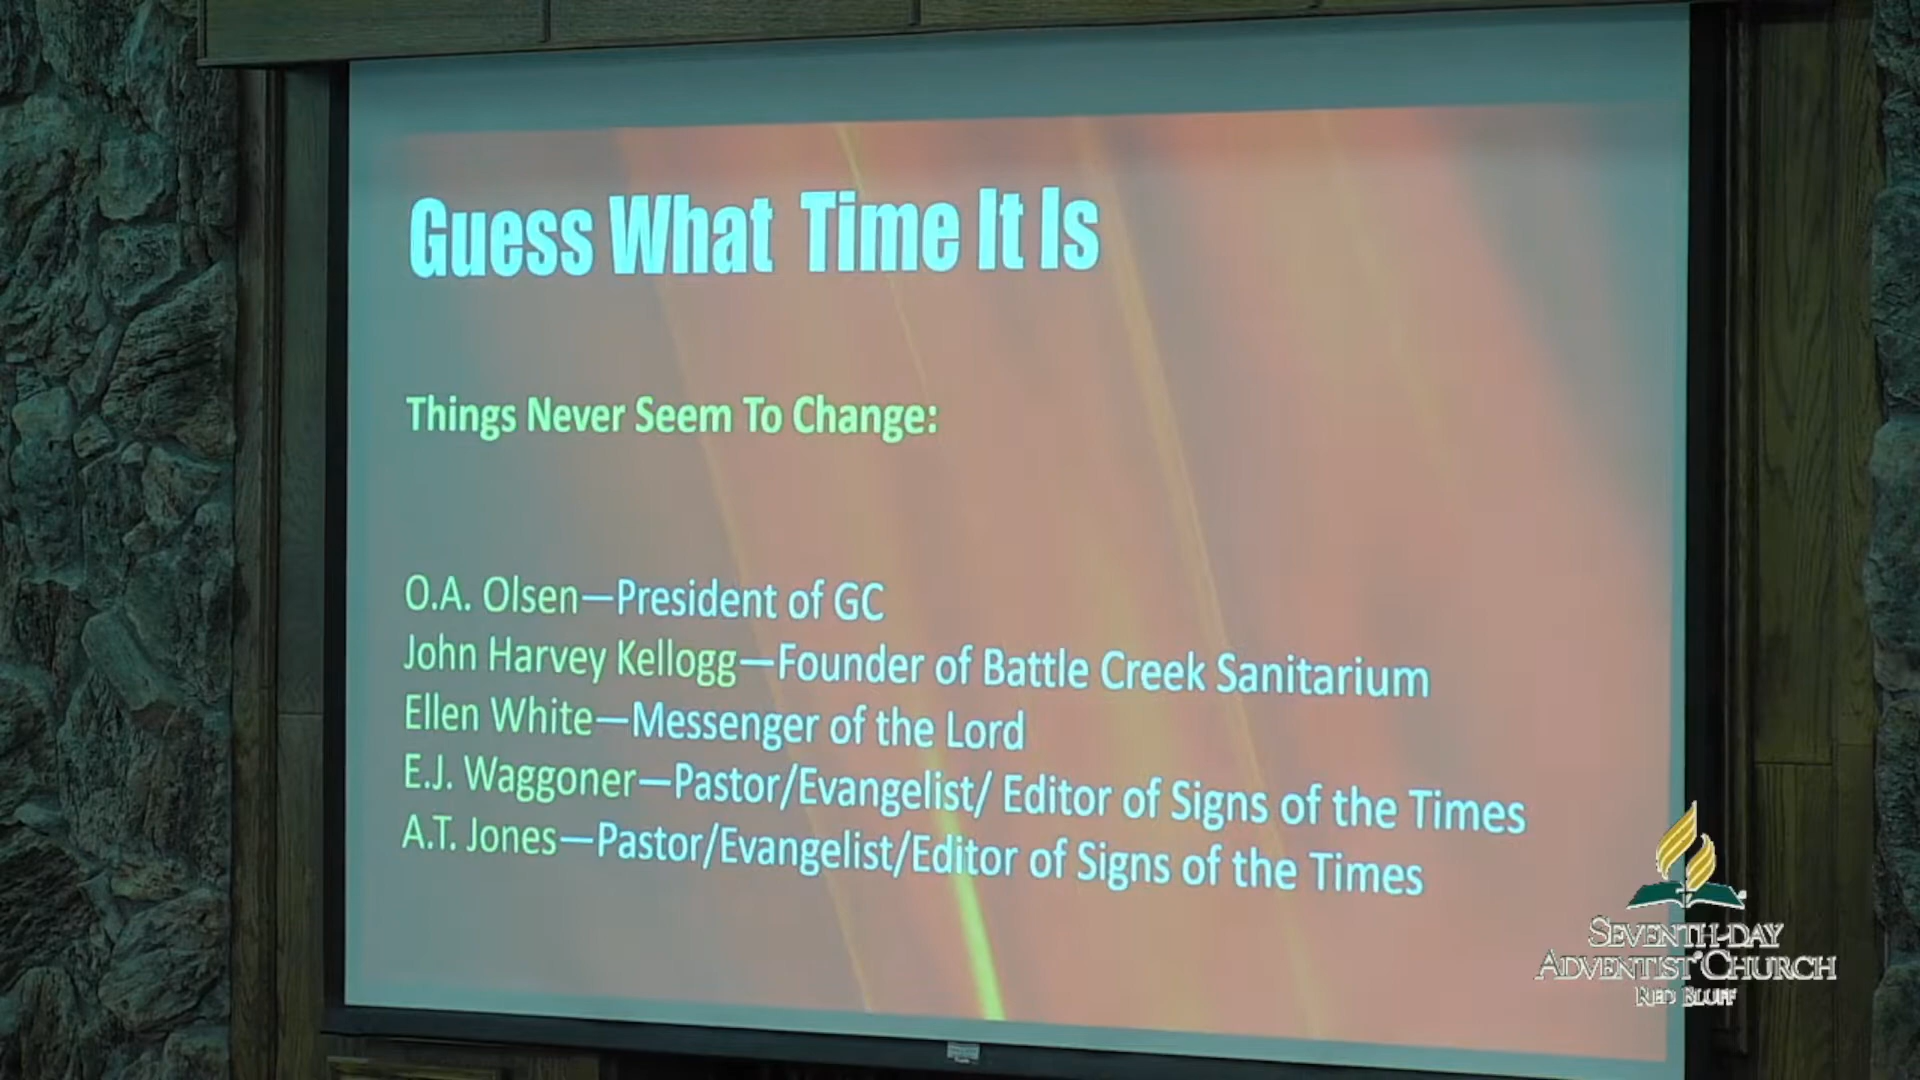 Guess What Time It Is
Things Never Seem To Change:
O.A. Olsen—President of GC
John Harvey Kellogg—Founder of Battle Creek Sanitarium
Ellen White—Messenger of the Lord
E.J. Waggoner—Pastor/Evangelist/ Editor of Signs of the Times
A.T. Jones—Pastor/Evangelist/Editor of Signs of the Times
SEVENTH-DAY
ADVENTIST® CHURCH
RED BLUFF